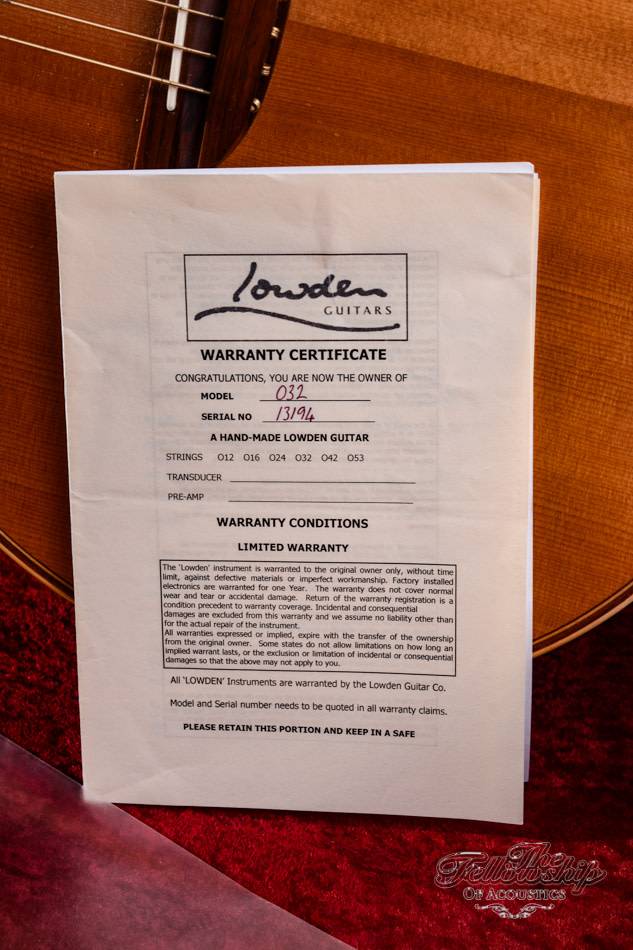 Lowden
GUITARS
WARRANTY CERTIFICATE
CONGRATULATIONS, YOU ARE NOW THE OWNER OF
MODEL O32
SERIAL NO 13194
A HAND-MADE LOWDEN GUITAR
STRINGS O12 O16 O24 O32 O42 O53
TRANSDUCER
PRE-AMP
WARRANTY CONDITIONS
LIMITED WARRANTY
The 'Lowden' instrument is warranted to the original owner only, without time
limit, against defective materials or imperfect workmanship. Factory installed
electronics are warranted for one Year. The warranty does not cover normal
wear and tear or accidental damage. Return of the warranty registration is a
condition precedent to warranty coverage. Incidental and consequential
damages are excluded from this warranty and we assume no liability other than
for the actual repair of the instrument.
All warranties expressed or implied, expire with the transfer of the ownership
from the original owner. Some states do not allow limitations on how long an
implied warrant lasts, or the exclusion or limitation of incidental or consequential
damages so that the above may not apply to you.
All 'LOWDEN' Instruments are warranted by the Lowden Guitar Co.
Model and Serial number needs to be quoted in all warranty claims.
PLEASE RETAIN THIS PORTION AND KEEP IN A SAFE
The
Fellowship
OF ACOUSTICS